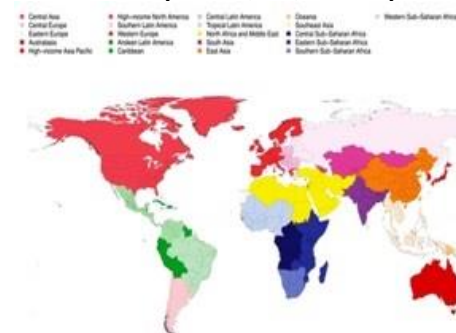 Central Asia High-income North America Central Latin America Oceania Western Sub-Saharan Africa
Central Europe Southern Latin America Tropical Latin America Southeast Asia
Eastern Europe Western Europe North Africa and Middle East Central Sub-Saharan Africa
Australasia Andean Latin America South Asia Eastern Sub-Saharan Africa
High-income Asia Pacific Caribbean East Asia Southern Sub-Saharan Africa